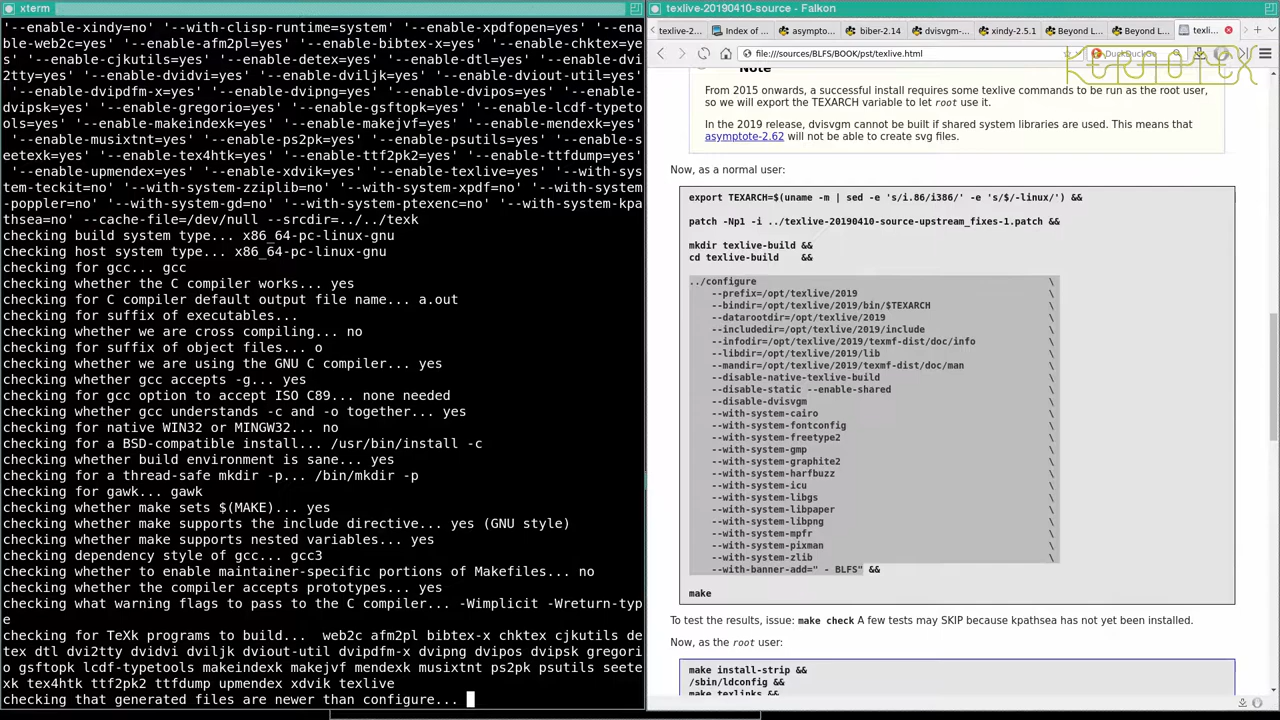 xterm
'--enable-xindy=no' '--with-clisp-runtime=system' '--enable-xpdfopen=yes' '--ena
ble-web2c=yes' '--enable-afm2pl=yes' '--enable-bibtex-x=yes' '--enable-chktex=ye
s' '--enable-cjkutils=yes' '--enable-detex=yes' '--enable-dtl=yes' '--enable-dvi
2tty=yes' '--enable-dvidvi=yes' '--enable-dviljk=yes' '--enable-dviout-util=yes'
'--enable-dvipdfm-x=yes' '--enable-dvipng=yes' '--enable-dvipos=yes' '--enable-
dvipsk=yes' '--enable-gregorio=yes' '--enable-gsftopk=yes' '--enable-lcdf-typeto
ols=yes' '--enable-makeindexk=yes' '--enable-makejvf=yes' '--enable-mendexk=yes'
'--enable-musixtnt=yes' '--enable-ps2pk=yes' '--enable-psutils=yes' '--enable-s
eetexk=yes' '--enable-tex4htk=yes' '--enable-ttf2pk2=yes' '--enable-ttfdump=yes'
'--enable-upmendex=yes' '--enable-xdvik=yes' '--enable-texlive=yes' '--with-sys
tem-teckit=no' '--with-system-zziplib=no' '--with-system-xpdf=no' '--with-system
-poppler=no' '--with-system-gd=no' '--with-system-ptexenc=no' '--with-system-kpa
thsea=no' --cache-file=/dev/null --srcdir=../../texk
checking build system type... x86_64-pc-linux-gnu
checking host system type... x86_64-pc-linux-gnu
checking for gcc... gcc
checking whether the C compiler works... yes
checking for C compiler default output file name... a.out
checking for suffix of executables...
checking whether we are cross compiling... no
checking for suffix of object files... o
checking whether we are using the GNU C compiler... yes
checking whether gcc accepts -g... yes
checking for gcc option to accept ISO C89... none needed
checking whether gcc understands -c and -o together... yes
checking for native WIN32 or MINGW32... no
checking for a BSD-compatible install... /usr/bin/install -c
checking whether build environment is sane... yes
checking for a thread-safe mkdir -p... /bin/mkdir -p
checking for gawk... gawk
checking whether make sets $(MAKE)... yes
checking whether make supports the include directive... yes (GNU style)
checking whether make supports nested variables... yes
checking dependency style of gcc... gcc3
checking whether to enable maintainer-specific portions of Makefiles... no
checking whether the compiler accepts prototypes... yes
checking what warning flags to pass to the C compiler... -Wimplicit -Wreturn-typ
e
checking for TeXk programs to build...  web2c afm2pl bibtex-x chktex cjkutils de
tex dtl dvi2tty dvidvi dviljk dviout-util dvipdfm-x dvipng dvipos dvipsk gregori
o gsftopk lcdf-typetools makeindexk makejvf mendexk musixtnt ps2pk psutils seete
xk tex4htk ttf2pk2 ttfdump upmendex xdvik texlive
checking that generated files are newer than configure...
texlive-20190410-source - Falkon
texlive-2... Index of ... asympto... biber-2.14 dvisvgm-... xindy-2.5.1 Beyond L... Beyond L... texli...
file:///sources/BLFS/BOOK/pst/texlive.html DuckDuckGo
KERNOTEX
Note
From 2015 onwards, a successful install requires some texlive commands to be run as the root user,
so we will export the TEXARCH variable to let root use it.
In the 2019 release, dvisvgm cannot be built if shared system libraries are used. This means that
asymptote-2.62 will not be able to create svg files.
Now, as a normal user:
export TEXARCH=$(uname -m | sed -e 's/i.86/i386/' -e 's/$/-linux/') &&
patch -Np1 -i ../texlive-20190410-source-upstream_fixes-1.patch &&
mkdir texlive-build &&
cd texlive-build    &&
../configure \
--prefix=/opt/texlive/2019 \
--bindir=/opt/texlive/2019/bin/$TEXARCH \
--datarootdir=/opt/texlive/2019 \
--includedir=/opt/texlive/2019/include \
--infodir=/opt/texlive/2019/texmf-dist/doc/info \
--libdir=/opt/texlive/2019/lib \
--mandir=/opt/texlive/2019/texmf-dist/doc/man \
--disable-native-texlive-build \
--disable-static --enable-shared \
--disable-dvisvgm \
--with-system-cairo \
--with-system-fontconfig \
--with-system-freetype2 \
--with-system-gmp \
--with-system-graphite2 \
--with-system-harfbuzz \
--with-system-icu \
--with-system-libgs \
--with-system-libpaper \
--with-system-libpng \
--with-system-mpfr \
--with-system-pixman \
--with-system-zlib \
--with-banner-add=" - BLFS" &&
make
To test the results, issue: make check A few tests may SKIP because kpathsea has not yet been installed.
Now, as the root user:
make install-strip &&
/sbin/ldconfig &&
make texlinks &&